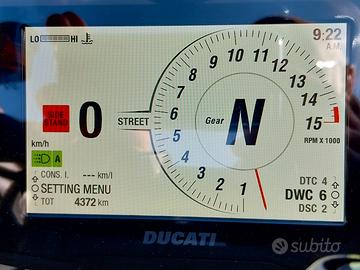 LO HI
9:22
A.M.
SIDE
STAND
0
km/h
STREET
Gear
N
1
2
3
4
5
6
7
8
9
10
11
12
13
14
15
RPM X 1000
A
CONS. I. --- km/l
SETTING MENU
TOT 4372 km
DTC 4
DWC 6
DSC 2
DUCATI
subito